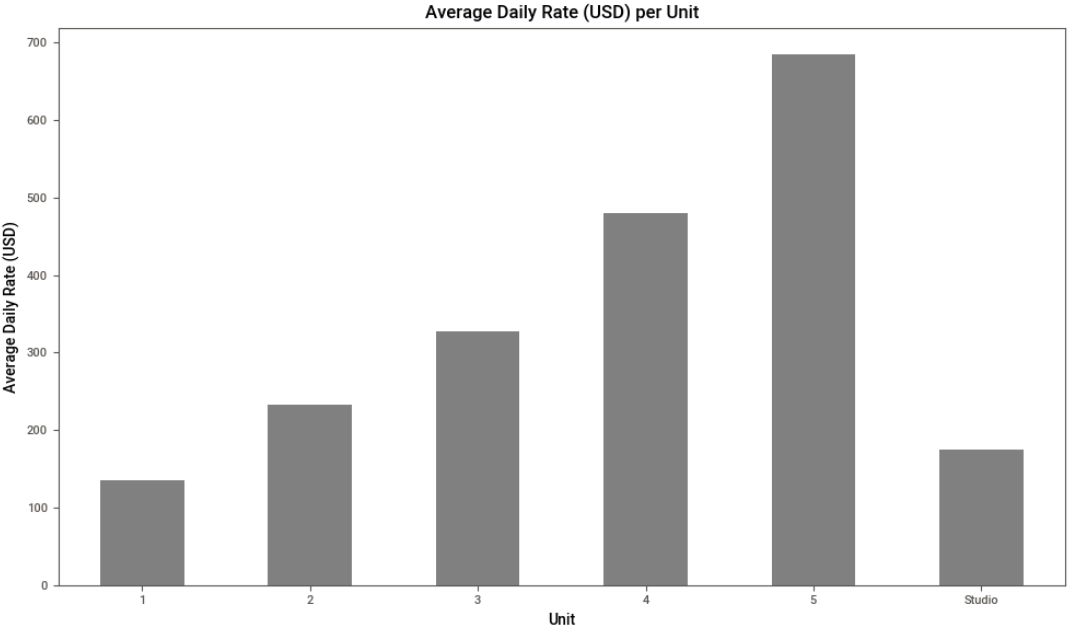 Average Daily Rate (USD) per Unit
Average Daily Rate (USD)
700
600
500
400
300
200
100
0
1 2 3 4 5 Studio
Unit